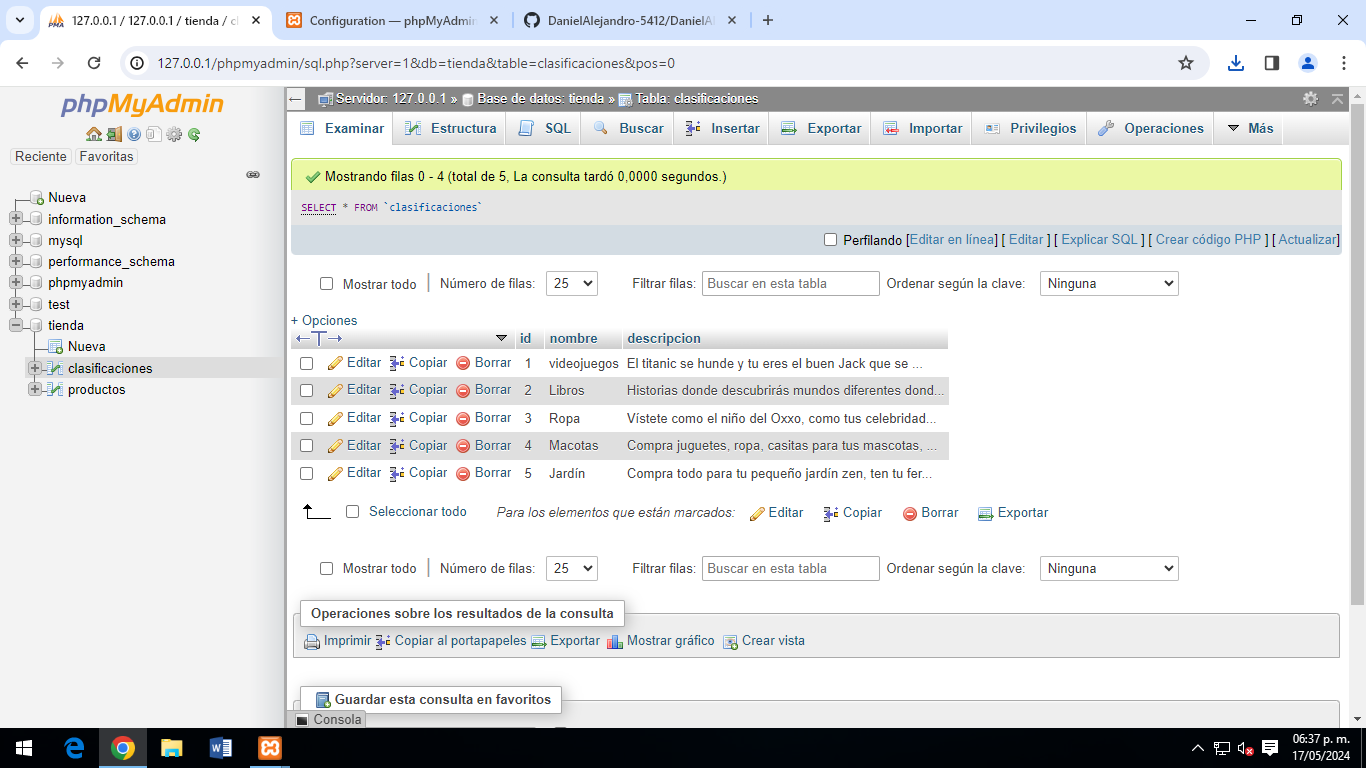 127.0.0.1 / 127.0.0.1 / tienda / cl
Configuration — phpMyAdmin
DanielAlejandro-5412/DanielAl
127.0.0.1/phpmyadmin/sql.php?server=1&db=tienda&table=clasificaciones&pos=0
phpMyAdmin
Reciente Favoritas
Nueva
information_schema
mysql
performance_schema
phpmyadmin
test
tienda
Nueva
clasificaciones
productos
Servidor: 127.0.0.1 » Base de datos: tienda » Tabla: clasificaciones
Examinar Estructura SQL Buscar Insertar Exportar Importar Privilegios Operaciones Más
Mostrando filas 0 - 4 (total de 5, La consulta tardó 0,0000 segundos.)
SELECT * FROM `clasificaciones`
Perfilando [Editar en línea] [ Editar ] [ Explicar SQL ] [ Crear código PHP ] [ Actualizar]
Mostrar todo Número de filas: 25 Filtrar filas: Buscar en esta tabla Ordenar según la clave: Ninguna
+ Opciones
←T→ id nombre descripcion
Editar Copiar Borrar 1 videojuegos El titanic se hunde y tu eres el buen Jack que se ...
Editar Copiar Borrar 2 Libros Historias donde descubrirás mundos diferentes dond...
Editar Copiar Borrar 3 Ropa Vístete como el niño del Oxxo, como tus celebridad...
Editar Copiar Borrar 4 Macotas Compra juguetes, ropa, casitas para tus mascotas, ...
Editar Copiar Borrar 5 Jardín Compra todo para tu pequeño jardín zen, ten tu fer...
Seleccionar todo Para los elementos que están marcados: Editar Copiar Borrar Exportar
Mostrar todo Número de filas: 25 Filtrar filas: Buscar en esta tabla Ordenar según la clave: Ninguna
Operaciones sobre los resultados de la consulta
Imprimir Copiar al portapapeles Exportar Mostrar gráfico Crear vista
Guardar esta consulta en favoritos
Consola
06:37 p. m.
17/05/2024